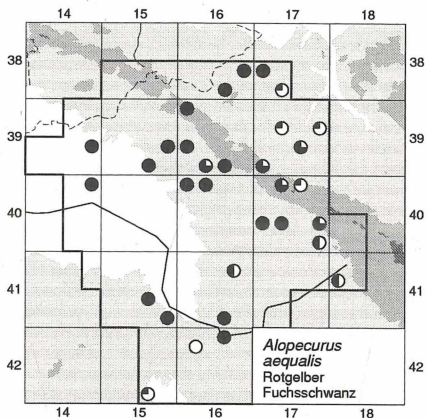 14 15 16 17 18
38 38
39 39
40 40
41 41
42 42
Alopecurus
aequalis
Rotgelber
Fuchsschwanz
14 15 16 17 18